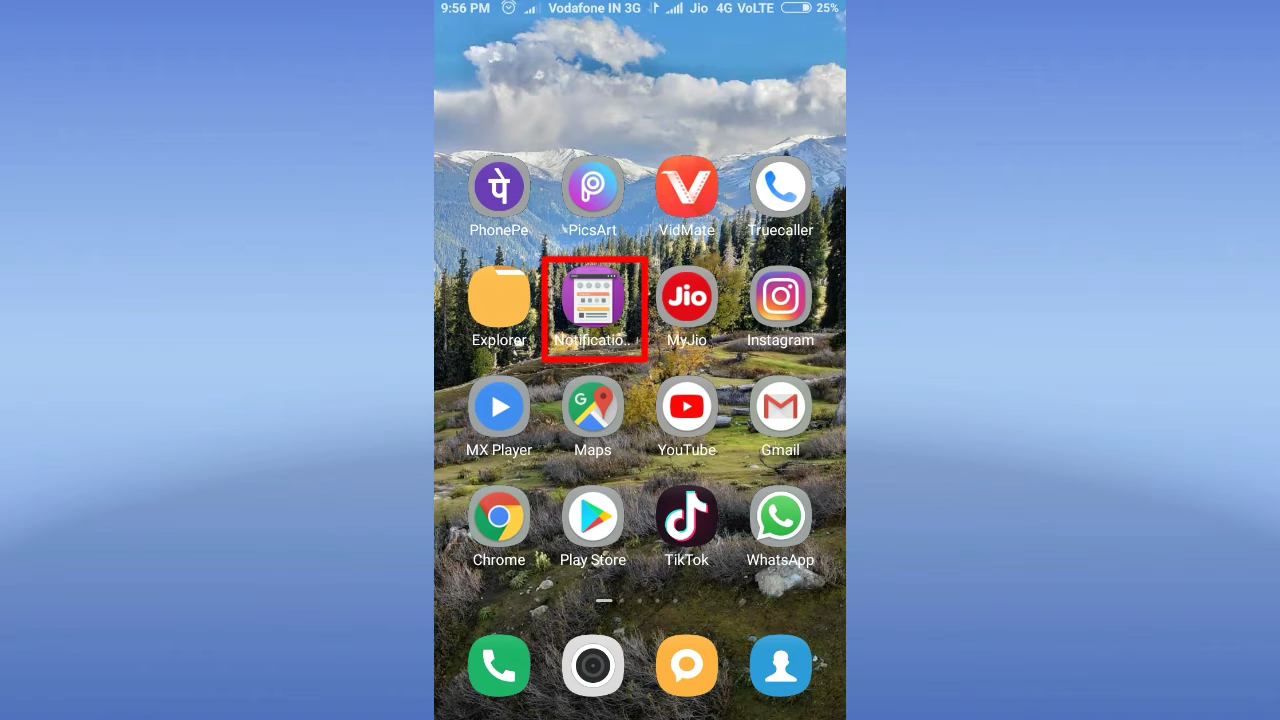 9:56 PM Vodafone IN 3G Jio 4G VoLTE 25%
पे
PhonePe PicsArt VidMate Truecaller
Jio
Explorer Notificatio.. MyJio Instagram
G
MX Player Maps YouTube Gmail
Chrome Play Store TikTok WhatsApp